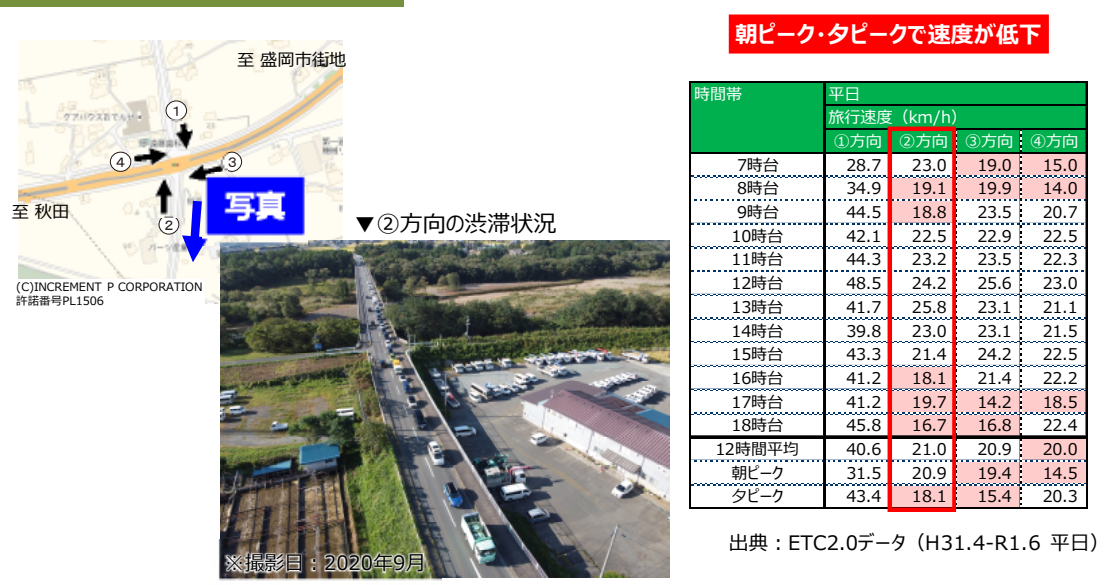 朝ピーク・夕ピークで速度が低下
至 盛岡市街地
①
④
③
②
至 秋田
写真
(C)INCREMENT P CORPORATION
許諾番号PL1506
▼②方向の渋滞状況
※撮影日：2020年9月
時間帯 平日
旅行速度（km/h）
①方向 ②方向 ③方向 ④方向
7時台 28.7 23.0 19.0 15.0
8時台 34.9 19.1 19.9 14.0
9時台 44.5 18.8 23.5 20.7
10時台 42.1 22.5 22.9 22.5
11時台 44.3 23.2 23.5 22.3
12時台 48.5 24.2 25.6 23.0
13時台 41.7 25.8 23.1 21.1
14時台 39.8 23.0 23.1 21.5
15時台 43.3 21.4 24.2 22.5
16時台 41.2 18.1 21.4 22.2
17時台 41.2 19.7 14.2 18.5
18時台 45.8 16.7 16.8 22.4
12時間平均 40.6 21.0 20.9 20.0
朝ピーク 31.5 20.9 19.4 14.5
夕ピーク 43.4 18.1 15.4 20.3
出典：ETC2.0データ（H31.4-R1.6 平日）